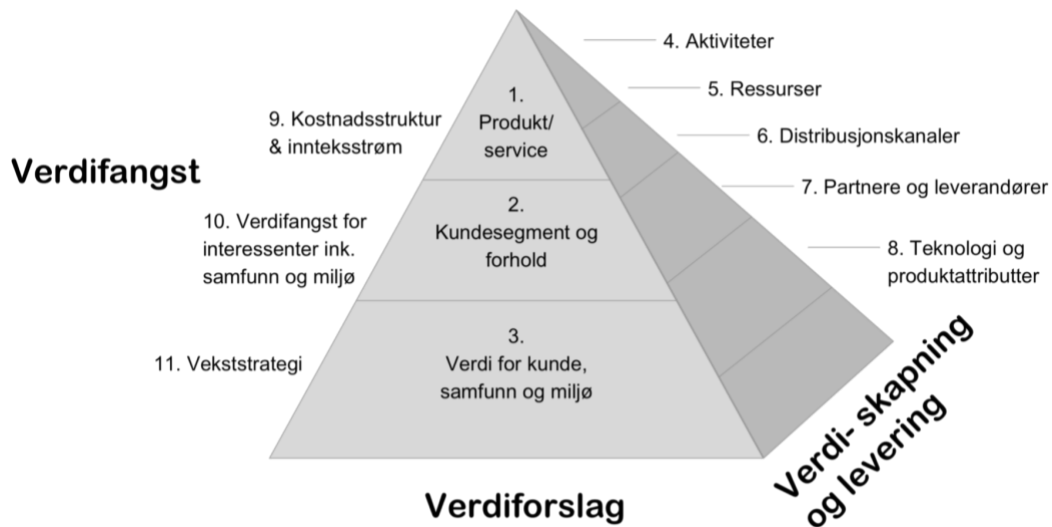 4. Aktiviteter
1.
Produkt/
service
5. Ressurser
9. Kostnadsstruktur
& innteksstrøm
6. Distribusjonskanaler
Verdifangst
7. Partnere og leverandører
2.
Kundesegment og
forhold
10. Verdifangst for
interessenter ink.
samfunn og miljø
8. Teknologi og
produktattributter
3.
Verdi for kunde,
samfunn og miljø
11. Vekststrategi
Verdi- skapning
og levering
Verdiforslag